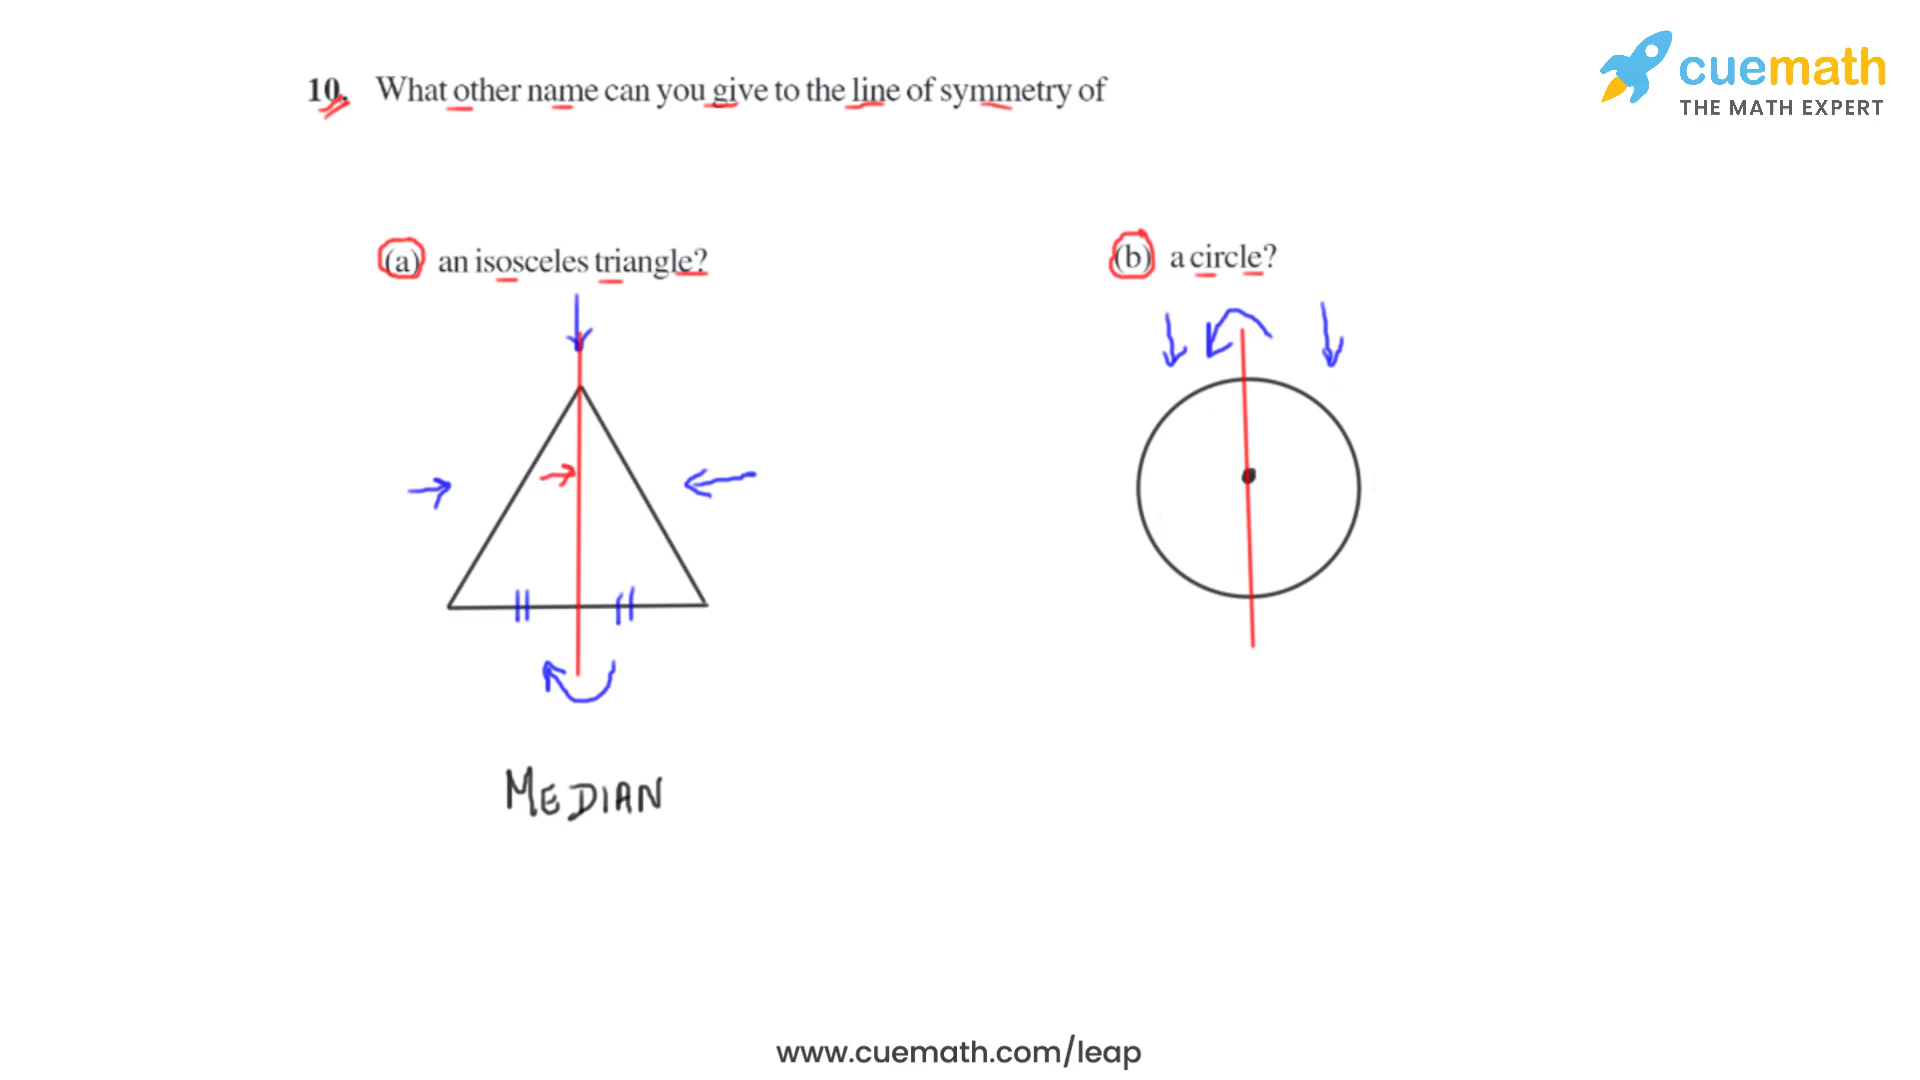 cuemath
THE MATH EXPERT
10. What other name can you give to the line of symmetry of
(a) an isosceles triangle?
(b) a circle?
MEDIAN
www.cuemath.com/leap